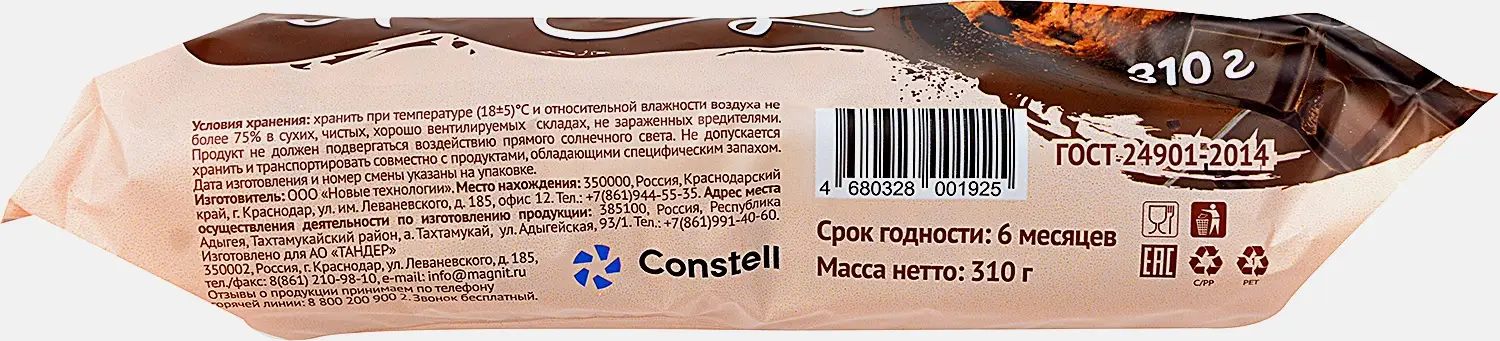 310 г
Условия хранения: хранить при температуре (18±5)°С и относительной влажности воздуха не
более 75% в сухих, чистых, хорошо вентилируемых складах, не зараженных вредителями.
Продукт не должен подвергаться воздействию прямого солнечного света. Не допускается
хранить и транспортировать совместно с продуктами, обладающими специфическим запахом.
Дата изготовления и номер смены указаны на упаковке.
Изготовитель: ООО «Новые технологии». Место нахождения: 350000, Россия, Краснодарский
край, г. Краснодар, ул. им. Леваневского, д. 185, офис 12. Тел.: +7(861)944-55-35. Адрес места
осуществления деятельности по изготовлению продукции: 385100, Россия, Республика
Адыгея, Тахтамукайский район, а. Тахтамукай, ул. Адыгейская, 93/1. Тел.: +7(861)991-40-60.
Изготовлено для АО «ТАНДЕР»
350002, Россия, г. Краснодар, ул. Леваневского, д. 185,
тел./факс: 8(861) 210-98-10, e-mail: info@magnit.ru
Отзывы о продукции принимаем по телефону
горячей линии: 8 800 200 900 2. Звонок бесплатный.
Constell
4 680328 001925
ГОСТ 24901-2014
Срок годности: 6 месяцев
Масса нетто: 310 г
EAC
C/PP
PET